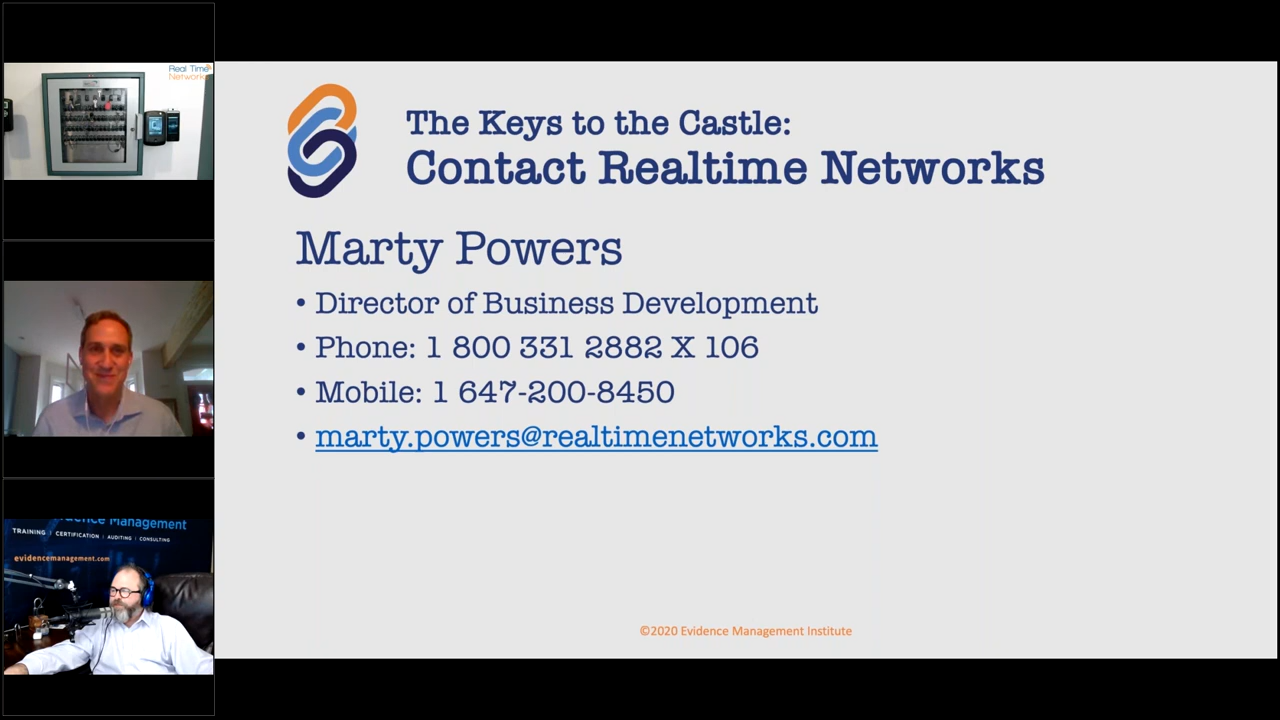 Real Time
Networks
The Keys to the Castle:
Contact Realtime Networks
Marty Powers
• Director of Business Development
• Phone: 1 800 331 2882 X 106
• Mobile: 1 647-200-8450
• marty.powers@realtimenetworks.com
Management
TRAINING | CERTIFICATION | AUDITING | CONSULTING
evidencemanagement.com
©2020 Evidence Management Institute